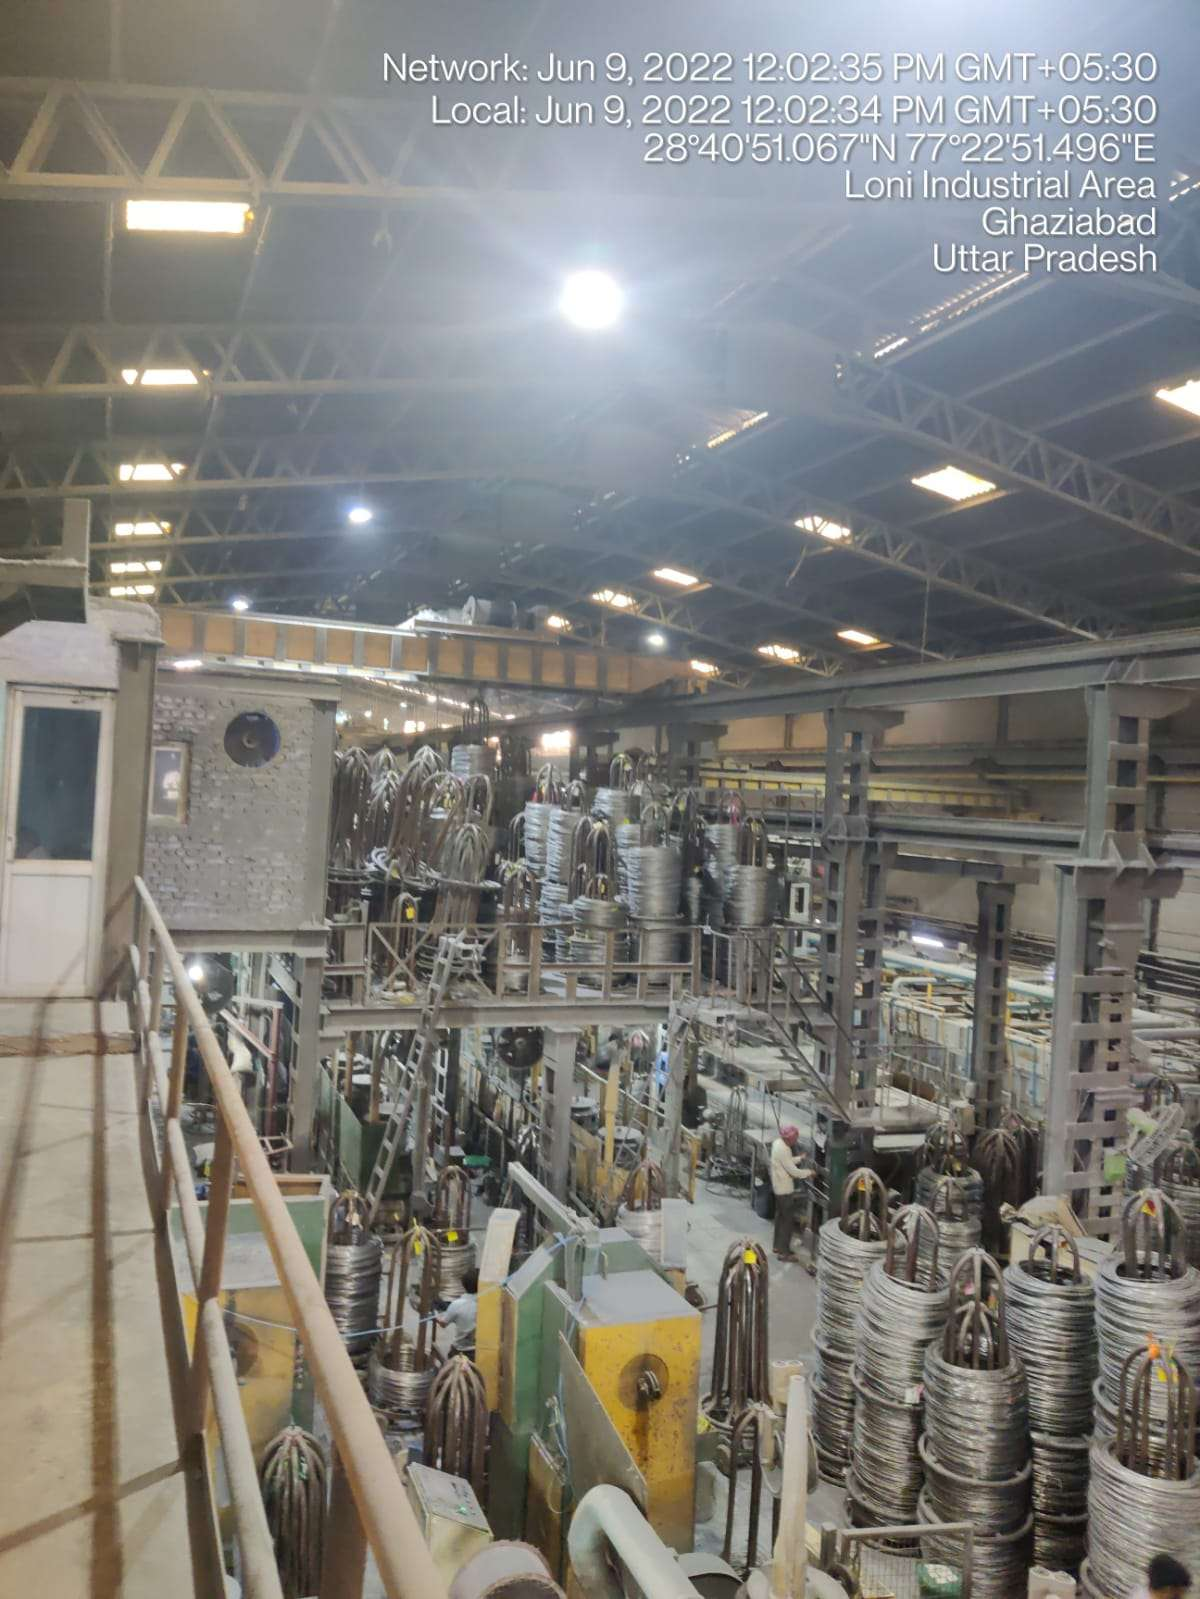 Network: Jun 9, 2022 12:02:35 PM GMT+05:30
Local: Jun 9, 2022 12:02:34 PM GMT+05:30
28°40'51.067"N 77°22'51.496"E
Loni Industrial Area
Ghaziabad
Uttar Pradesh